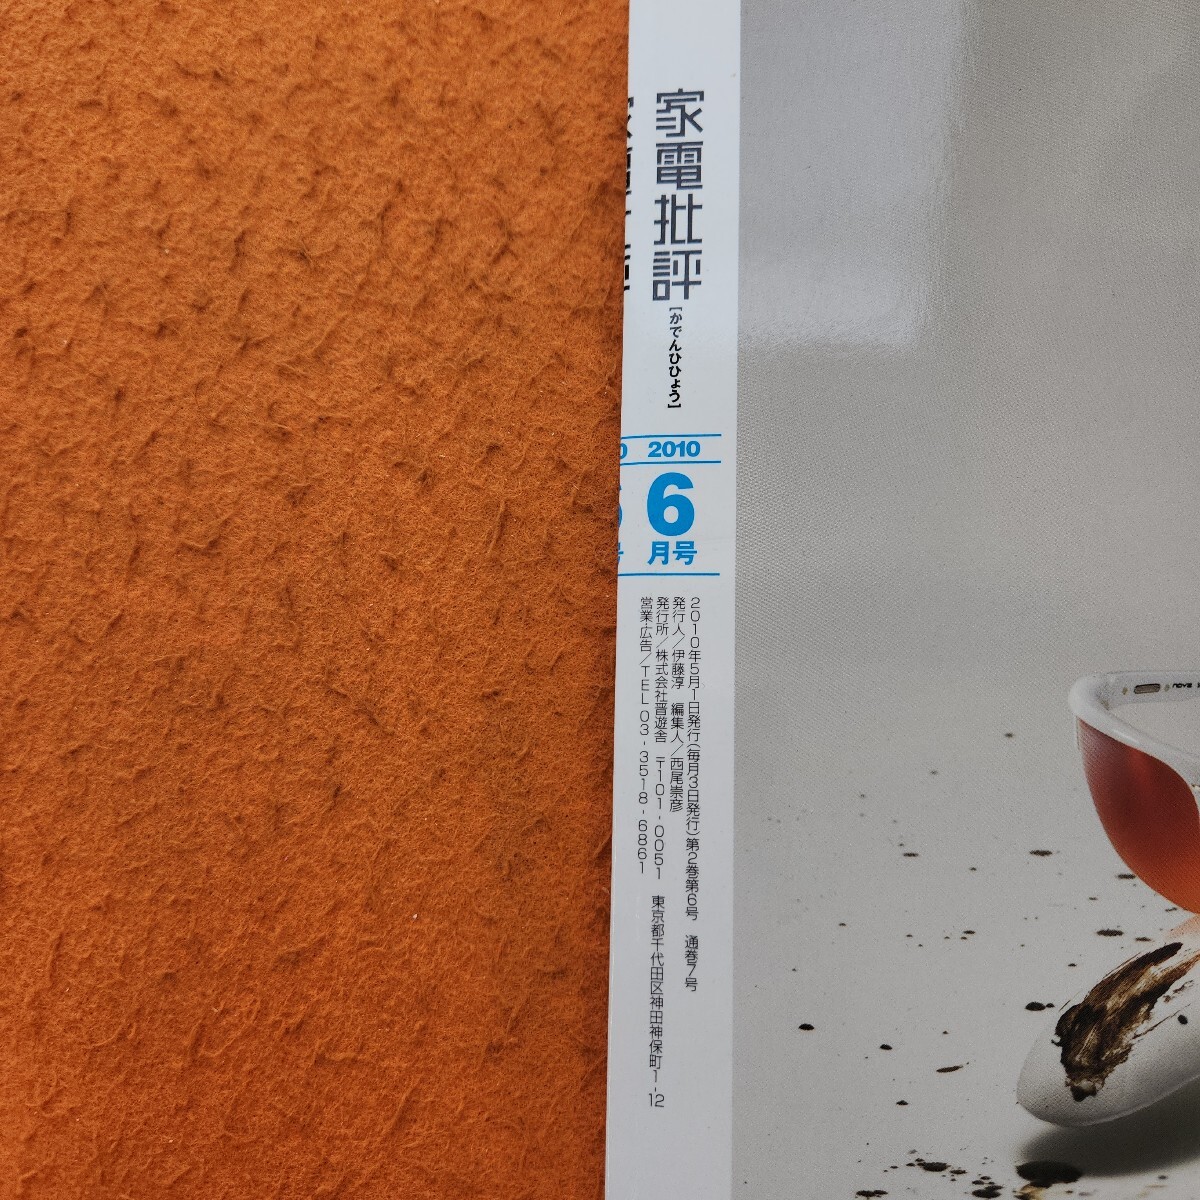 家電批評
[かでんひひょう]
2010
6
月号
2010年5月1日発行(毎月3日発行)第2巻第6号 通巻7号
発行人/伊藤淳 編集人/西尾崇彦
発行所/株式会社晋遊舎 〒101-0051 東京都千代田区神田神保町1-12
営業・広告/TEL 03-3518-6861